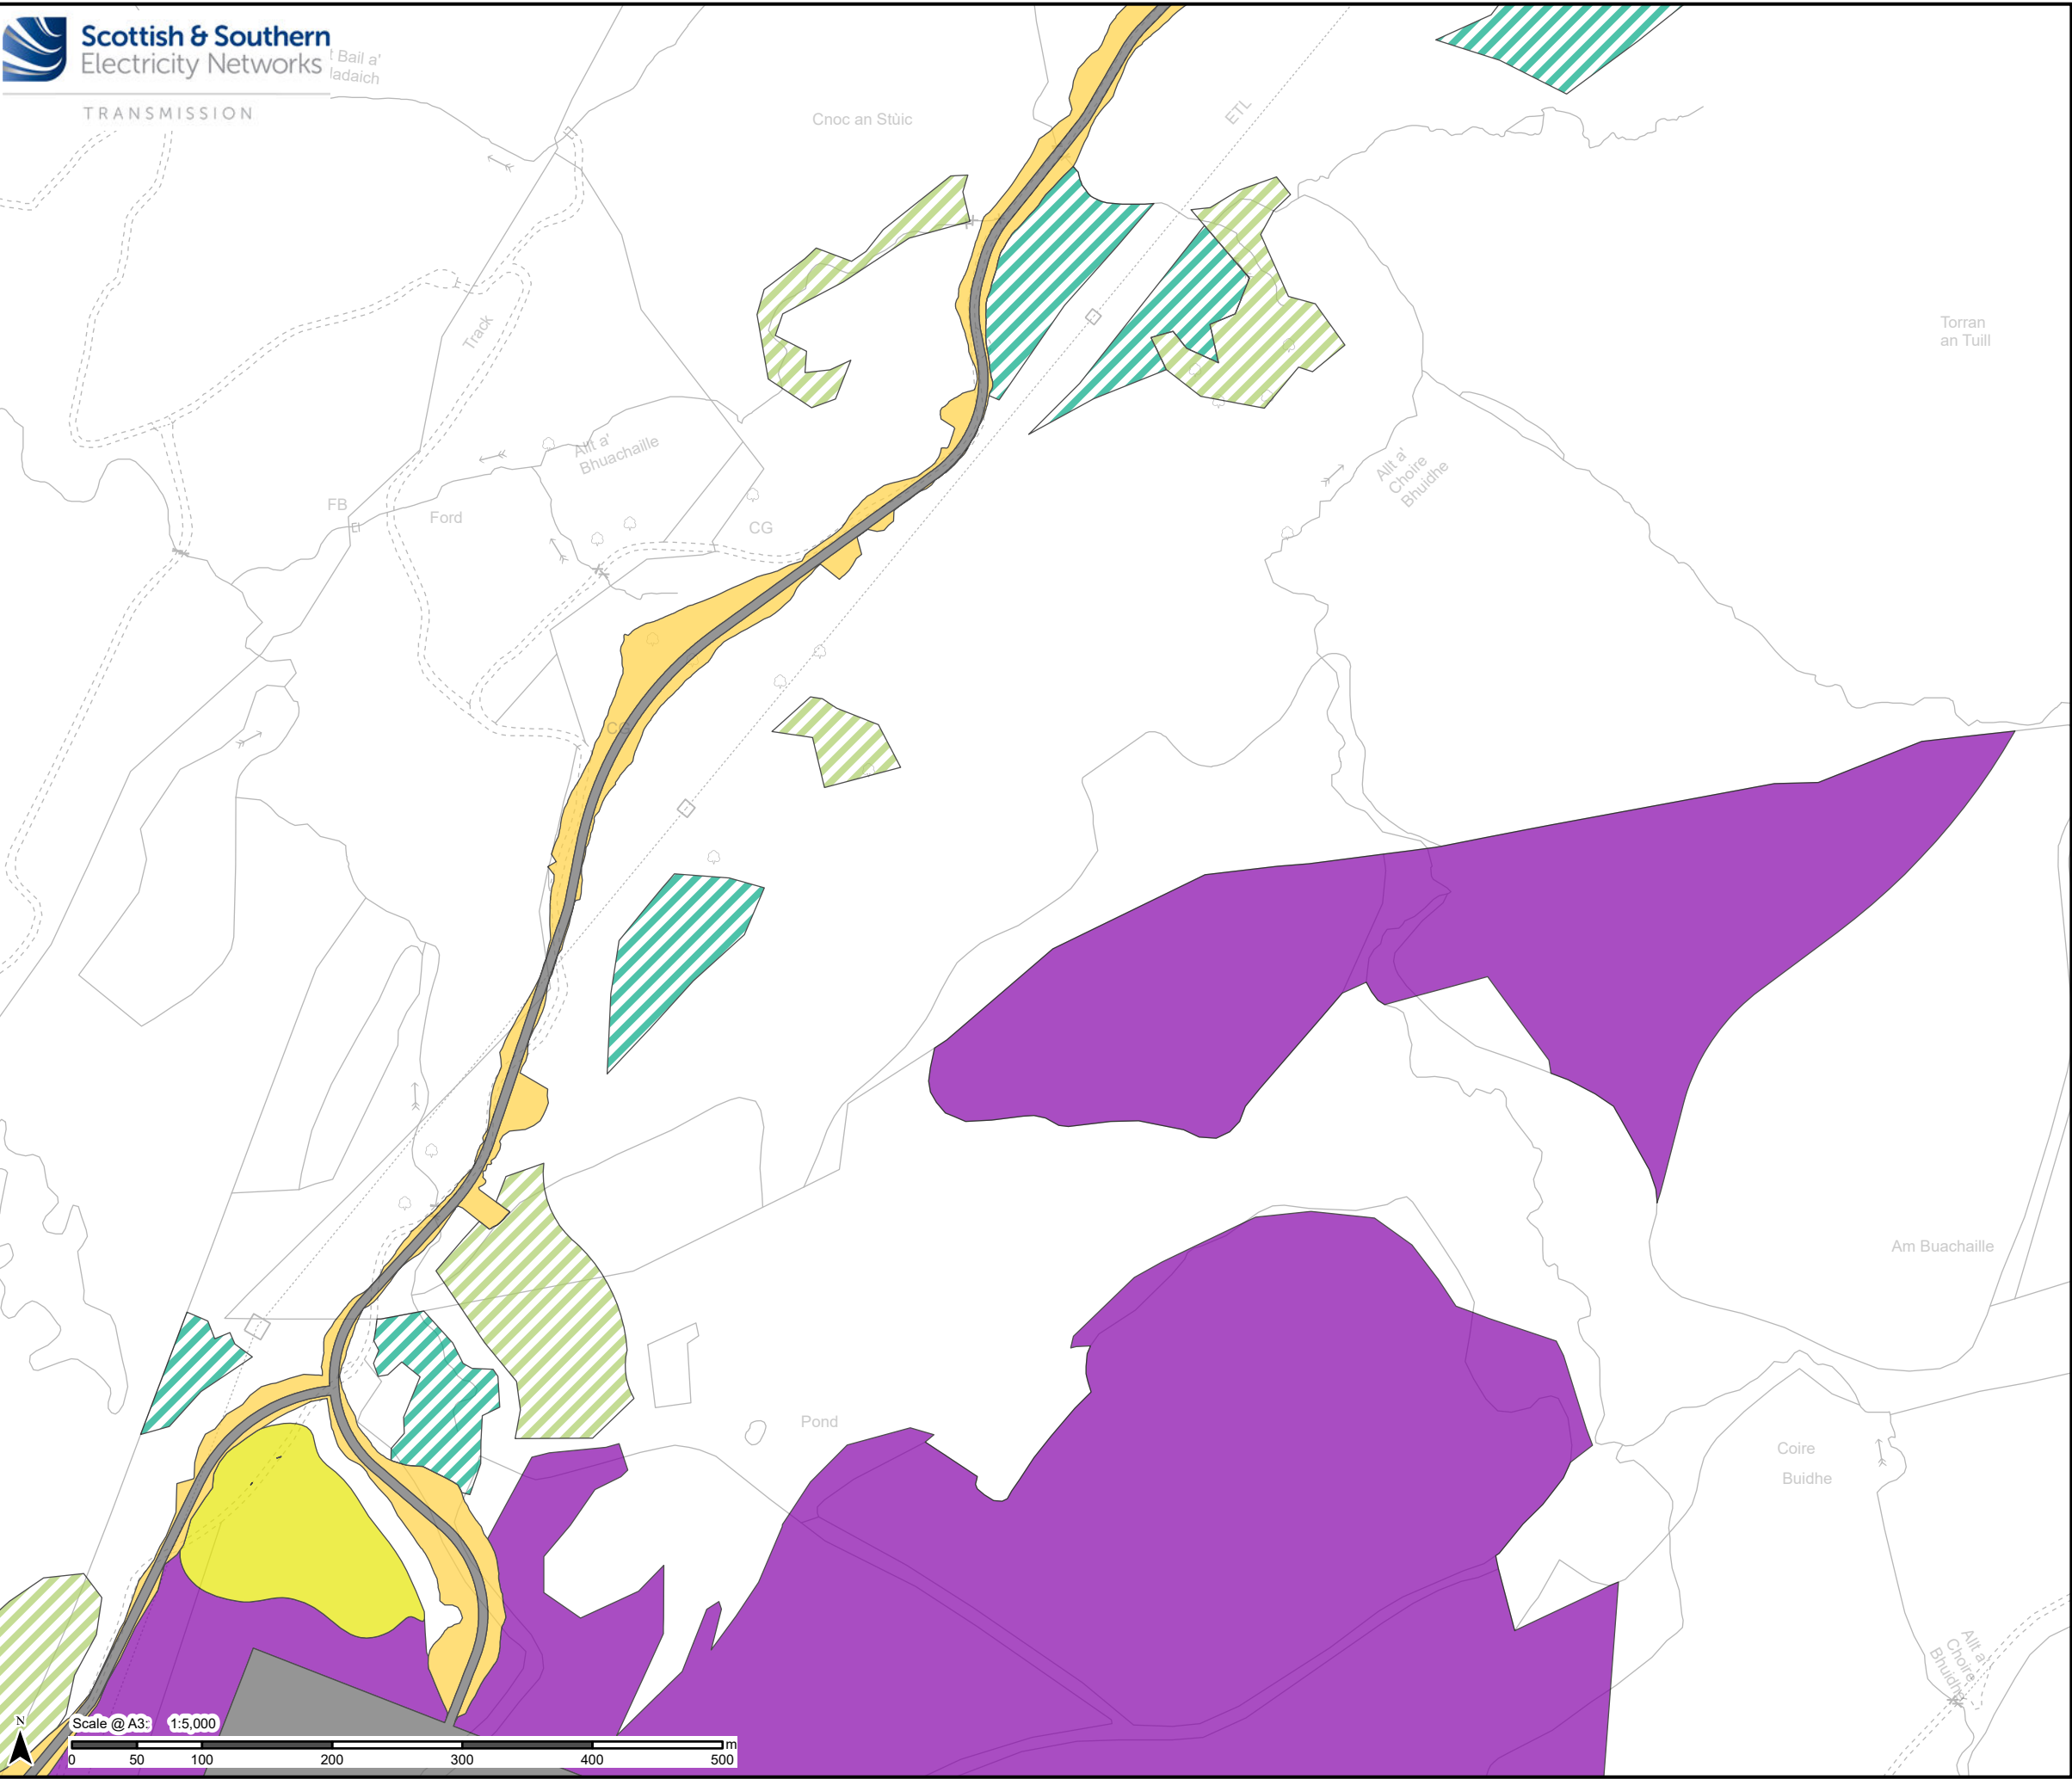 Scottish & Southern
Electricity Networks
TRANSMISSION
Bail a'
Cnoc an Stùic
ETL
Torran
an Tuill
Track
Allt a'
Bhuachaille
Allt a'
Choire
Bhuidhe
FB
Ford
CG
CG
Am Buachaille
Pond
Coire
Buidhe
Allt a'
Choire
Bhuidhe
N
Scale @ A3: 1:5,000
0 50 100 200 300 400 500 m